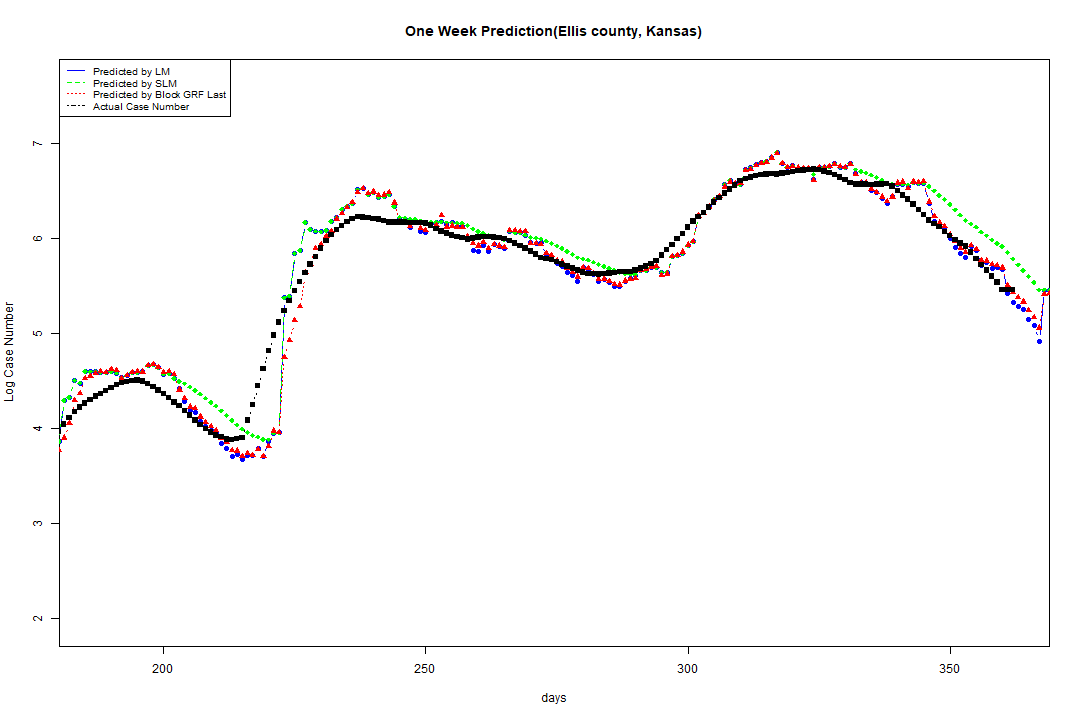 One Week Prediction(Ellis county, Kansas)
Predicted by LM
Predicted by SLM
Predicted by Block GRF Last
Actual Case Number
7
6
5
4
3
2
Log Case Number
200
250
300
350
days